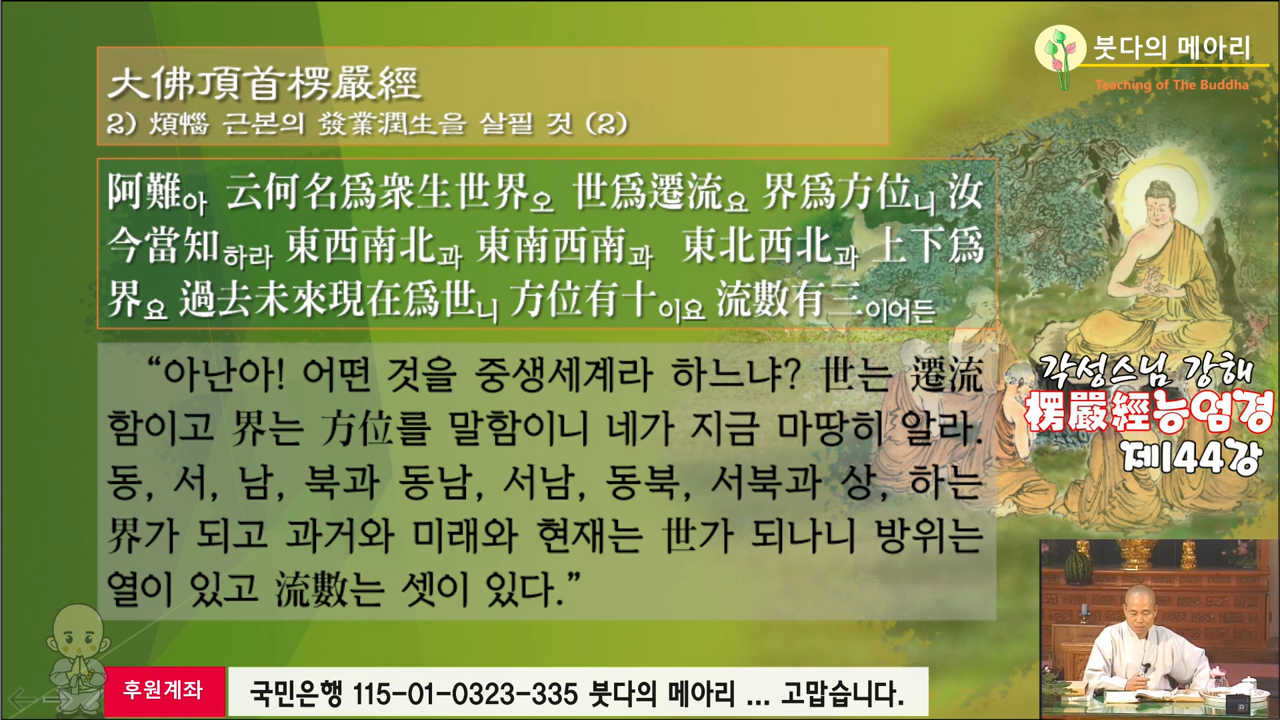 大佛頂首楞嚴經
2) 煩惱 근본의 發業潤生을 살필 것 (2)
阿難아 云何名爲衆生世界오 世爲遷流요 界爲方位니 汝
今當知하라 東西南北과 東南西南과 東北西北과 上下爲
界요 過去未來現在爲世니 方位有十이요 流數有三이어든
“아난아! 어떤 것을 중생세계라 하느냐? 世는 遷流
함이고 界는 方位를 말함이니 네가 지금 마땅히 알라.
동, 서, 남, 북과 동남, 서남, 동북, 서북과 상, 하는
界가 되고 과거와 미래와 현재는 世가 되나니 방위는
열이 있고 流數는 셋이 있다.”
붓다의 메아리
Teaching of The Buddha
각성스님 강해
楞嚴經능엄경
제44강
후원계좌
국민은행 115-01-0323-335 붓다의 메아리 ... 고맙습니다.